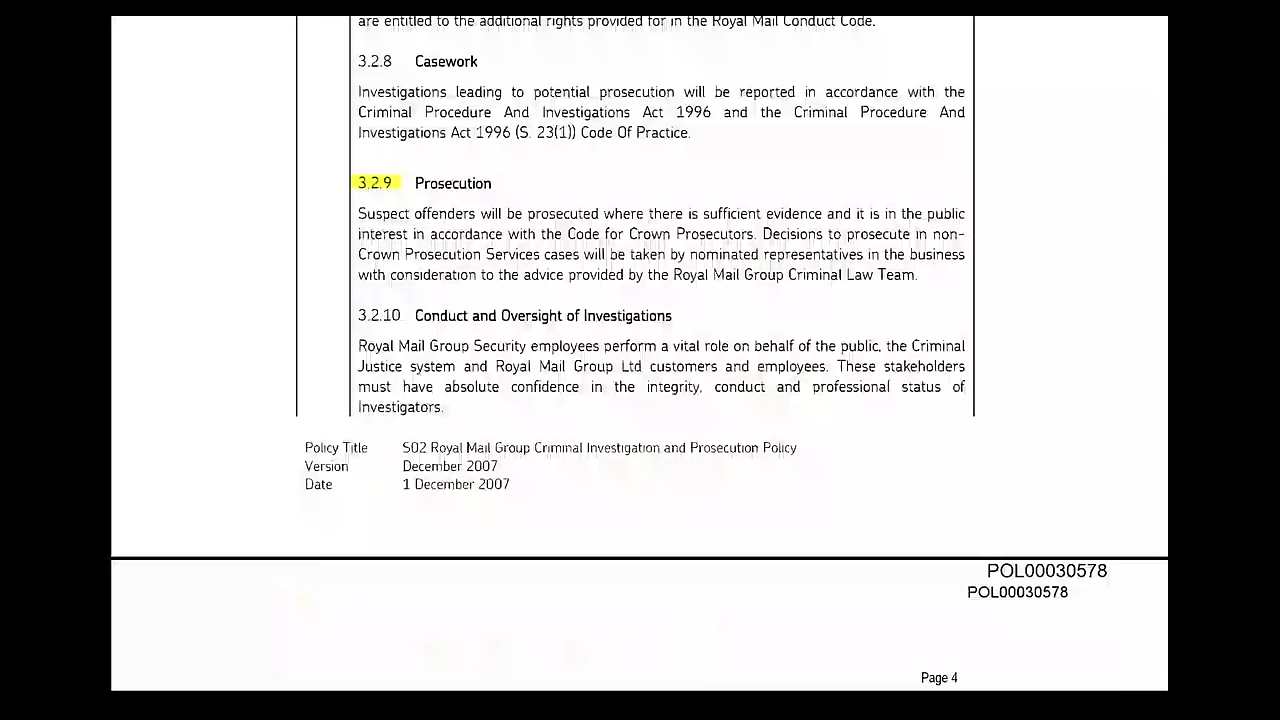 are entitled to the additional rights provided for in the Royal Mail Conduct Code.
3.2.8 Casework
Investigations leading to potential prosecution will be reported in accordance with the
Criminal Procedure And Investigations Act 1996 and the Criminal Procedure And
Investigations Act 1996 (S. 23(1)) Code Of Practice.
3.2.9 Prosecution
Suspect offenders will be prosecuted where there is sufficient evidence and it is in the public
interest in accordance with the Code for Crown Prosecutors. Decisions to prosecute in non-
Crown Prosecution Services cases will be taken by nominated representatives in the business
with consideration to the advice provided by the Royal Mail Group Criminal Law Team.
3.2.10 Conduct and Oversight of Investigations
Royal Mail Group Security employees perform a vital role on behalf of the public, the Criminal
Justice system and Royal Mail Group Ltd customers and employees. These stakeholders
must have absolute confidence in the integrity, conduct and professional status of
Investigators.
Policy Title S02 Royal Mail Group Criminal Investigation and Prosecution Policy
Version December 2007
Date 1 December 2007
POL00030578
POL00030578
Page 4